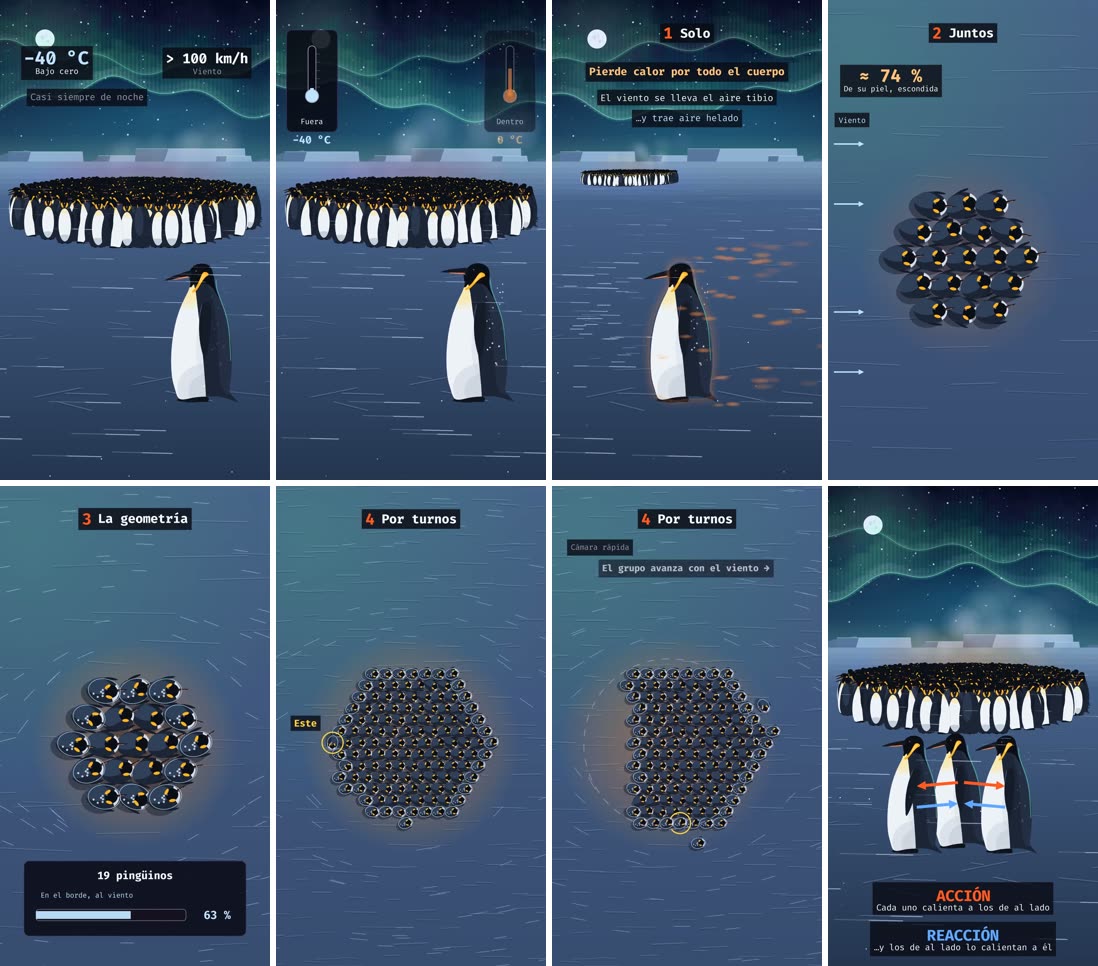 -40 °C
Bajo cero
> 100 km/h
Viento
Casi siempre de noche
Fuera
-40 °C
Dentro
0 °C
1 Solo
Pierde calor por todo el cuerpo
El viento se lleva el aire tibio
…y trae aire helado
2 Juntos
≈ 74 %
De su piel, escondida
Viento
3 La geometría
19 pingüinos
En el borde, al viento
63 %
4 Por turnos
Este
4 Por turnos
Cámara rápida
El grupo avanza con el viento →
ACCIÓN
Cada uno calienta a los de al lado
REACCIÓN
…y los de al lado lo calientan a él